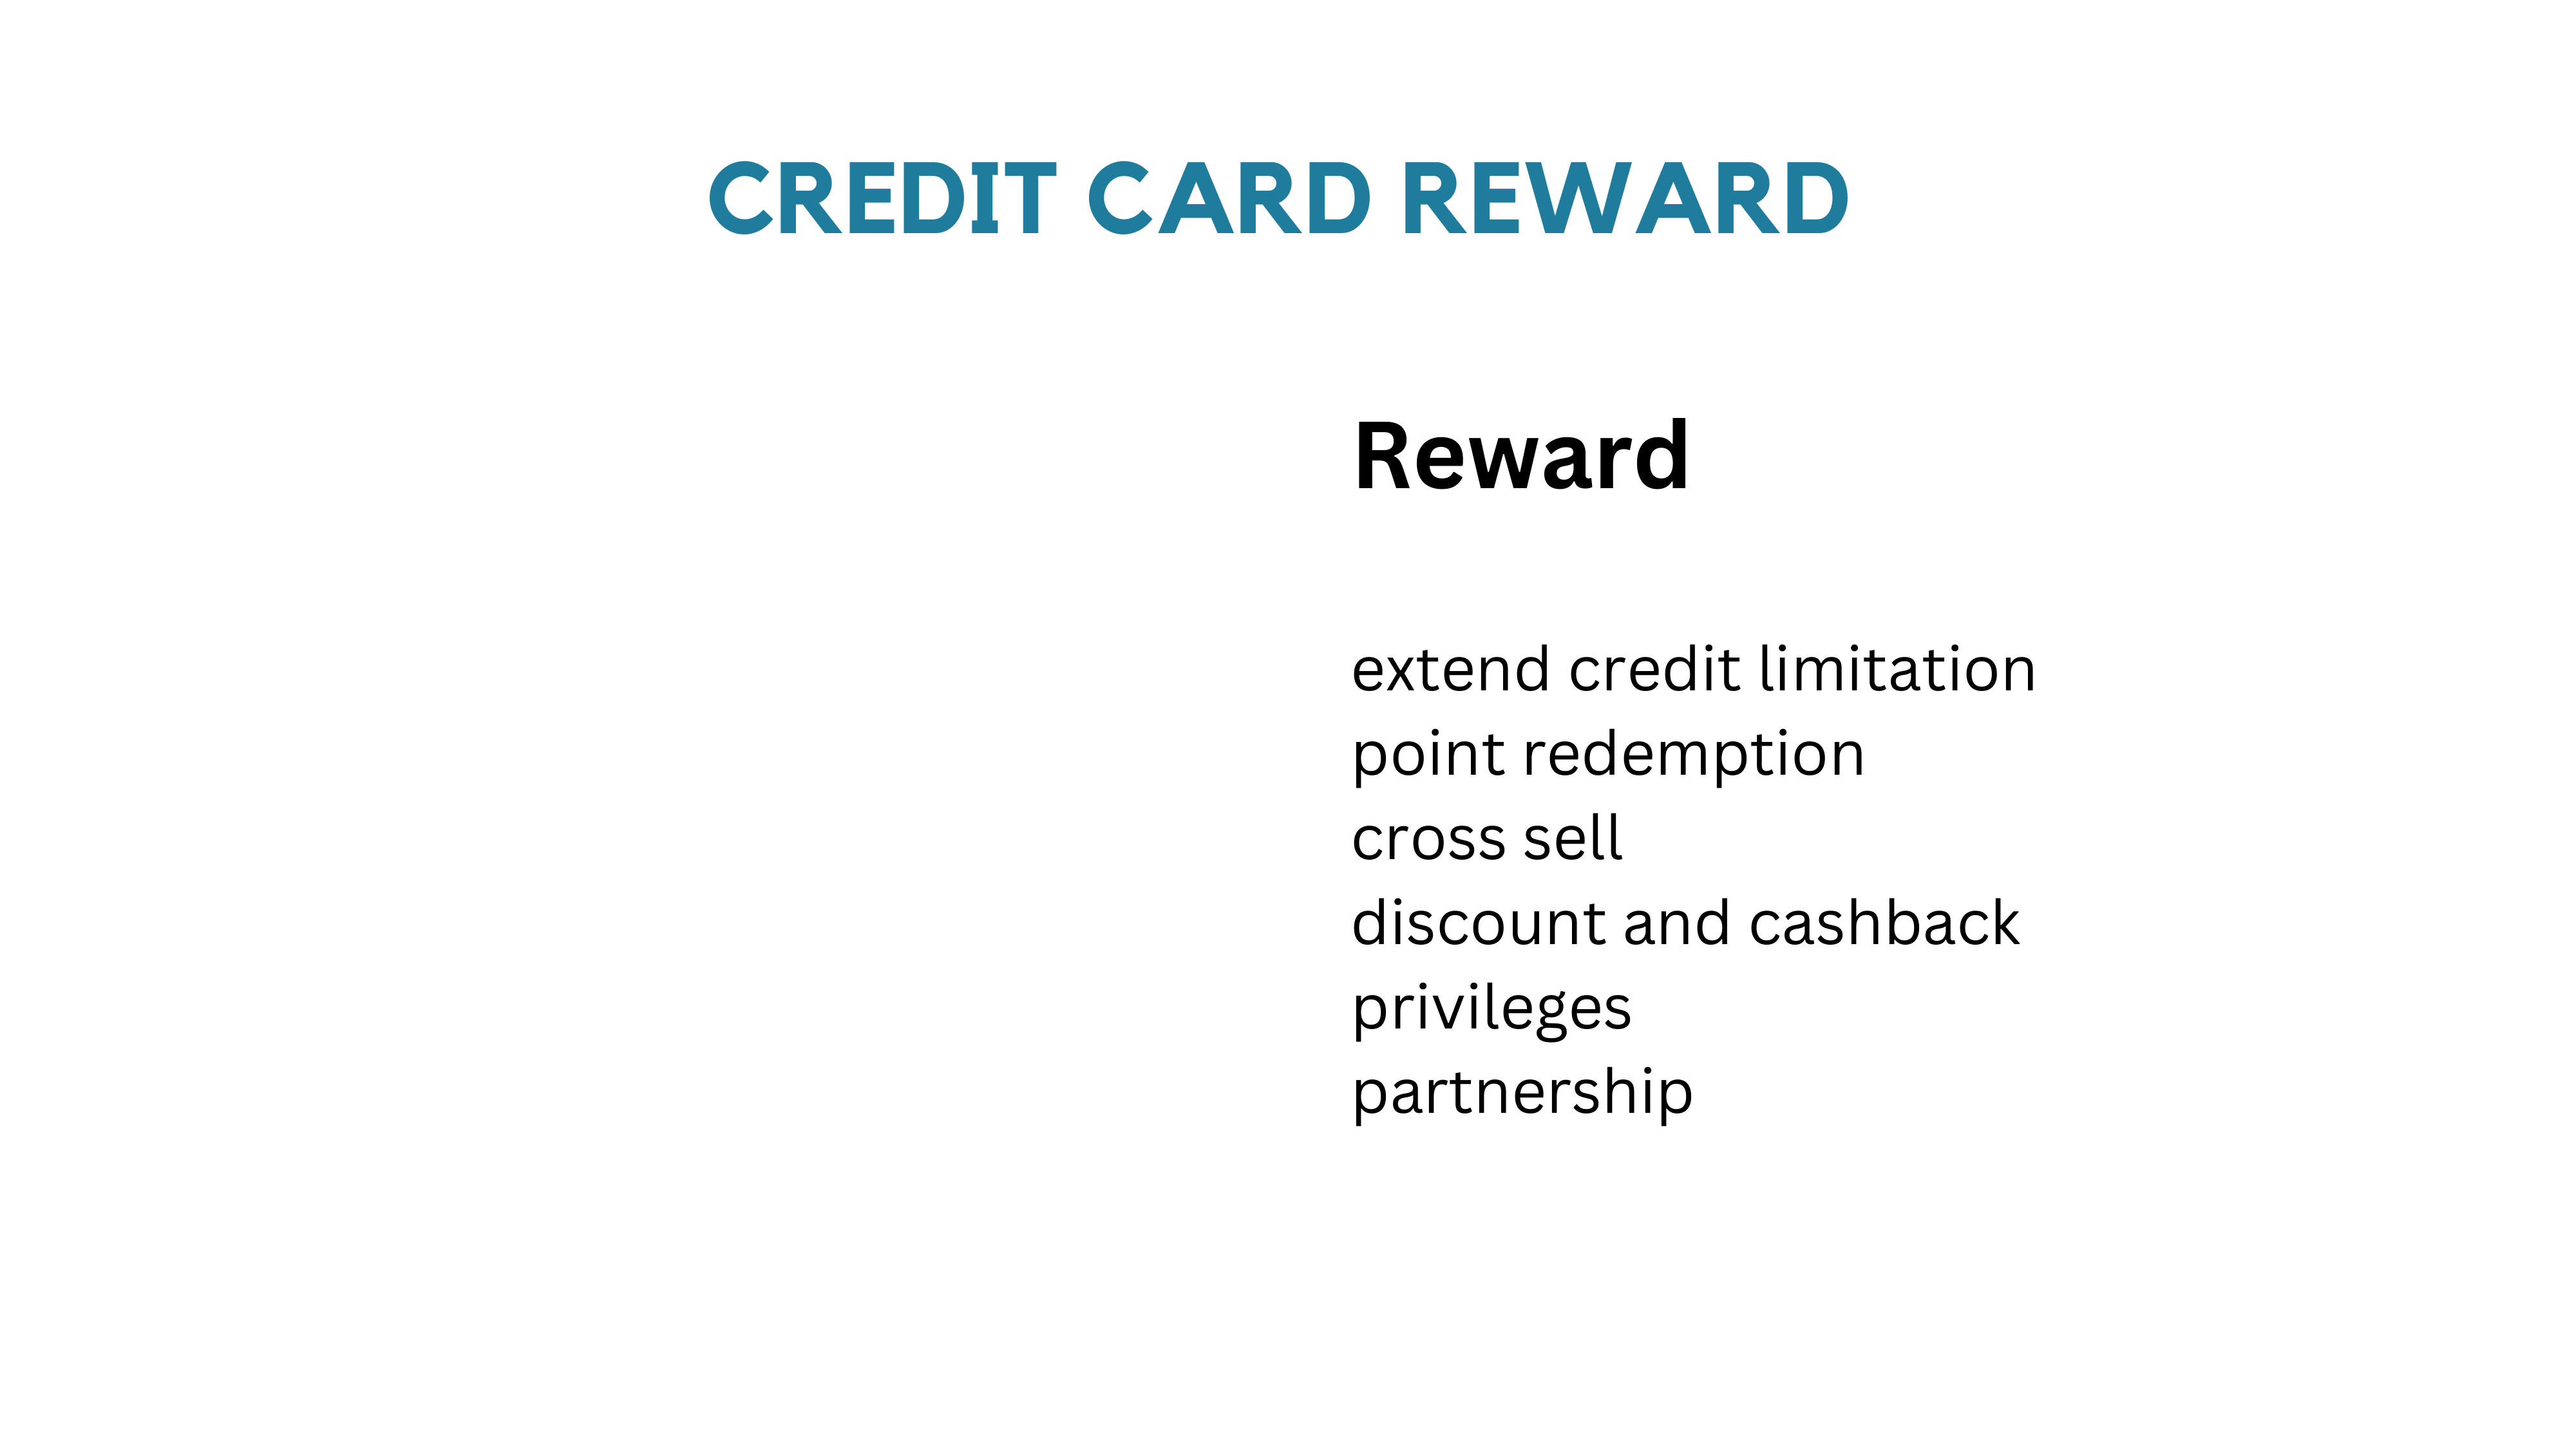 CREDIT CARD REWARD
Reward
extend credit limitation
point redemption
cross sell
discount and cashback
privileges
partnership